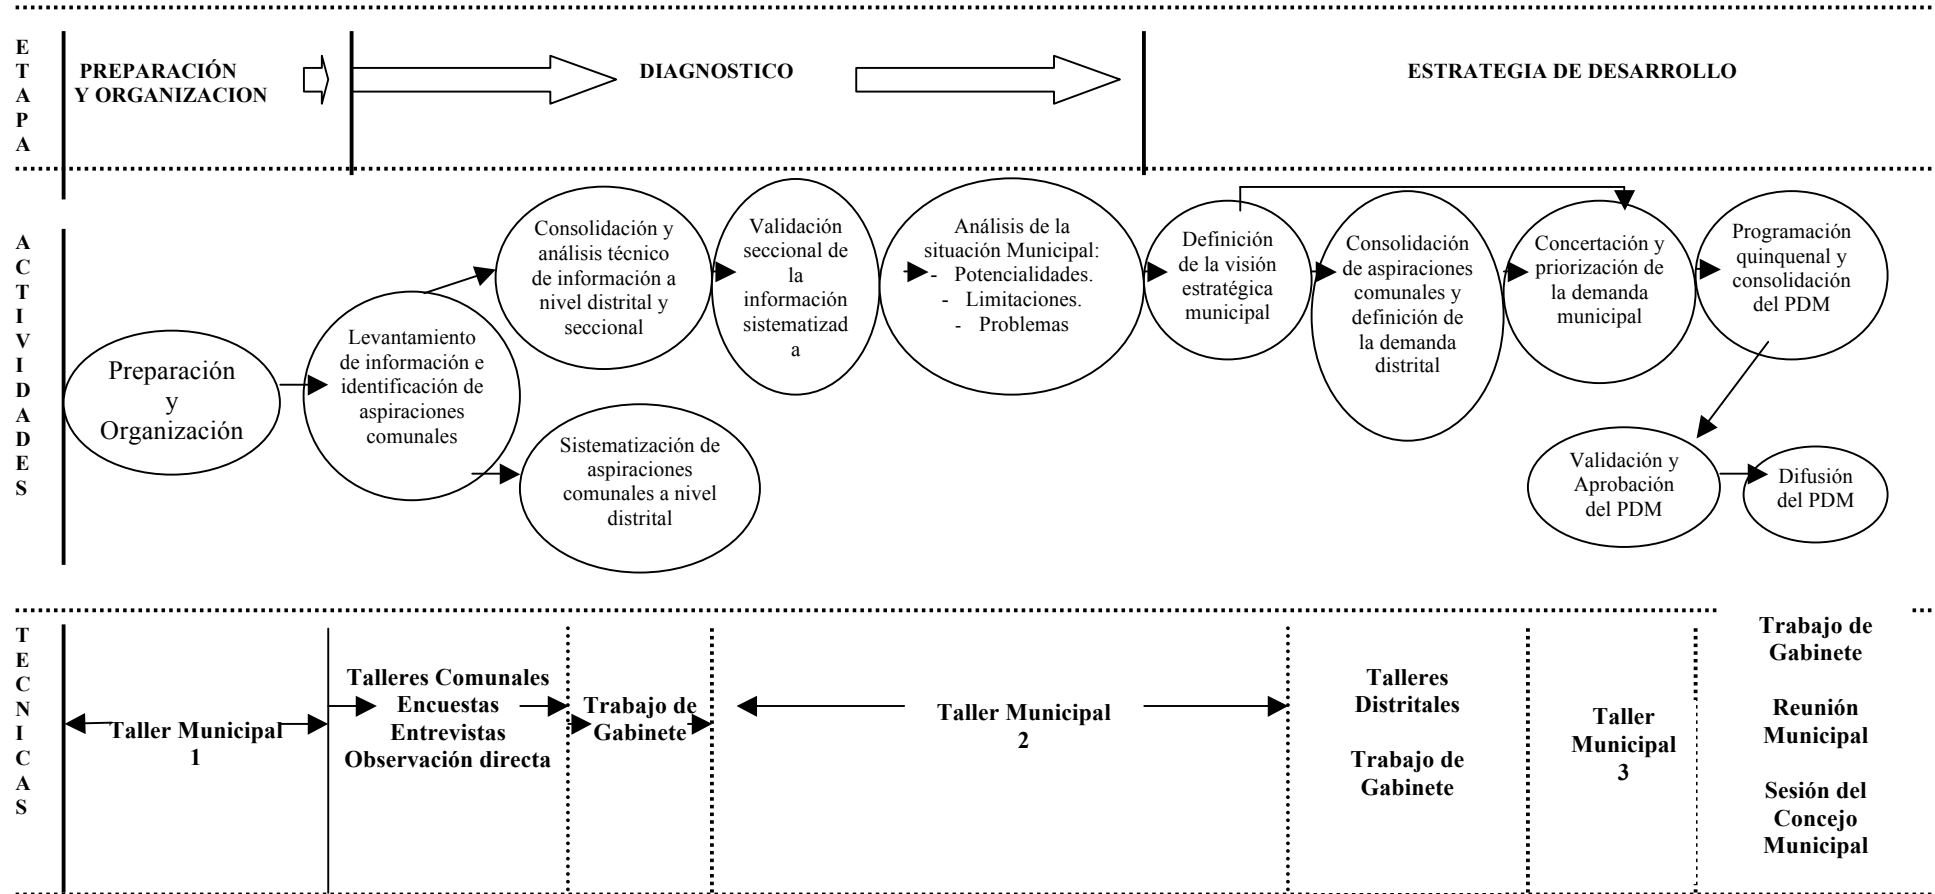 ETAPA
PREPARACIÓN
Y ORGANIZACION
DIAGNOSTICO
ESTRATEGIA DE DESARROLLO
ACTIVIDADES
Preparación
y
Organización
Levantamiento
de información e
identificación de
aspiraciones
comunales
Consolidación y
análisis técnico
de información a
nivel distrital y
seccional
Sistematización de
aspiraciones
comunales a nivel
distrital
Validación
seccional de
la
información
sistematizad
a
Análisis de la
situación Municipal:
- Potencialidades.
- Limitaciones.
- Problemas
Definición
de la visión
estratégica
municipal
Consolidación
de aspiraciones
comunales y
definición de
la demanda
distrital
Concertación y
priorización de
la demanda
municipal
Programación
quinquenal y
consolidación
del PDM
Validación y
Aprobación
del PDM
Difusión
del PDM
TECNICAS
Taller Municipal
1
Talleres Comunales
Encuestas
Entrevistas
Observación directa
Trabajo de
Gabinete
Taller Municipal
2
Talleres
Distritales
Trabajo de
Gabinete
Taller
Municipal
3
Trabajo de
Gabinete
Reunión
Municipal
Sesión del
Concejo
Municipal